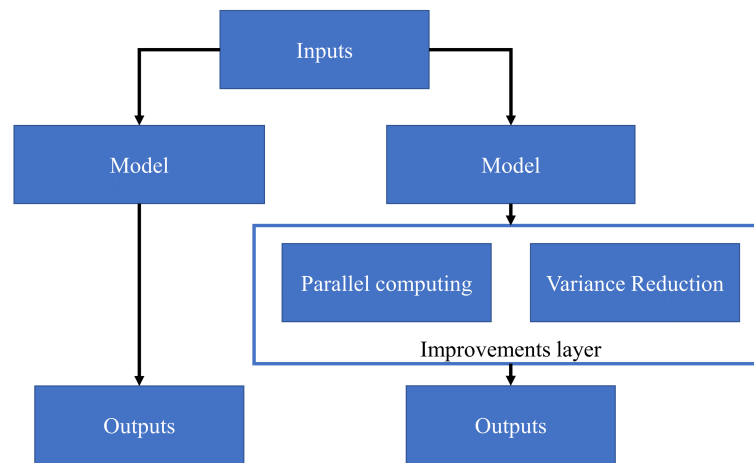 Inputs
Model
Model
Parallel computing
Variance Reduction
Improvements layer
Outputs
Outputs